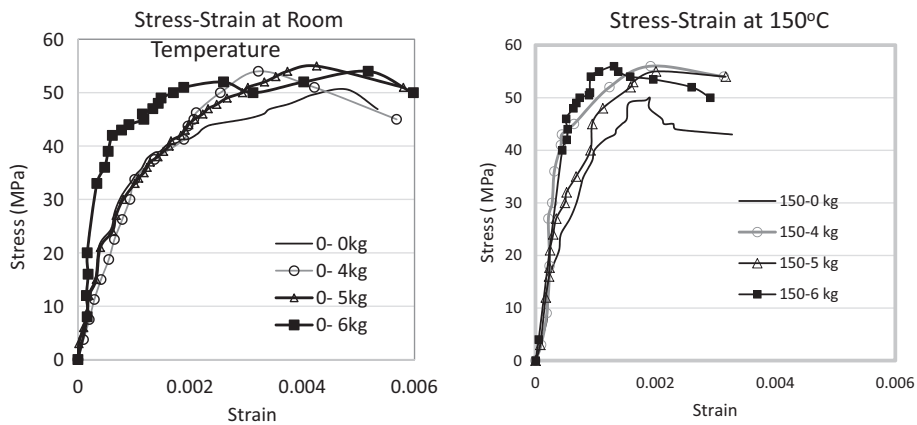 Stress-Strain at Room
Temperature
60
50
40
30
20
10
0
Stress (MPa)
0 0.002 0.004 0.006
Strain
0- 0kg
0- 4kg
0- 5kg
0- 6kg
Stress-Strain at 150°C
60
50
40
30
20
10
0
Stress ( MPa)
0 0.002 0.004 0.006
Strain
150-0 kg
150-4 kg
150-5 kg
150-6 kg